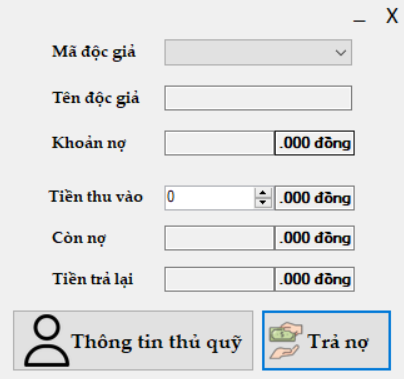 _ X
Mã độc giả
Tên độc giả
Khoản nợ .000 đồng
Tiền thu vào 0 .000 đồng
Còn nợ .000 đồng
Tiền trả lại .000 đồng
Thông tin thủ quỹ Trả nợ